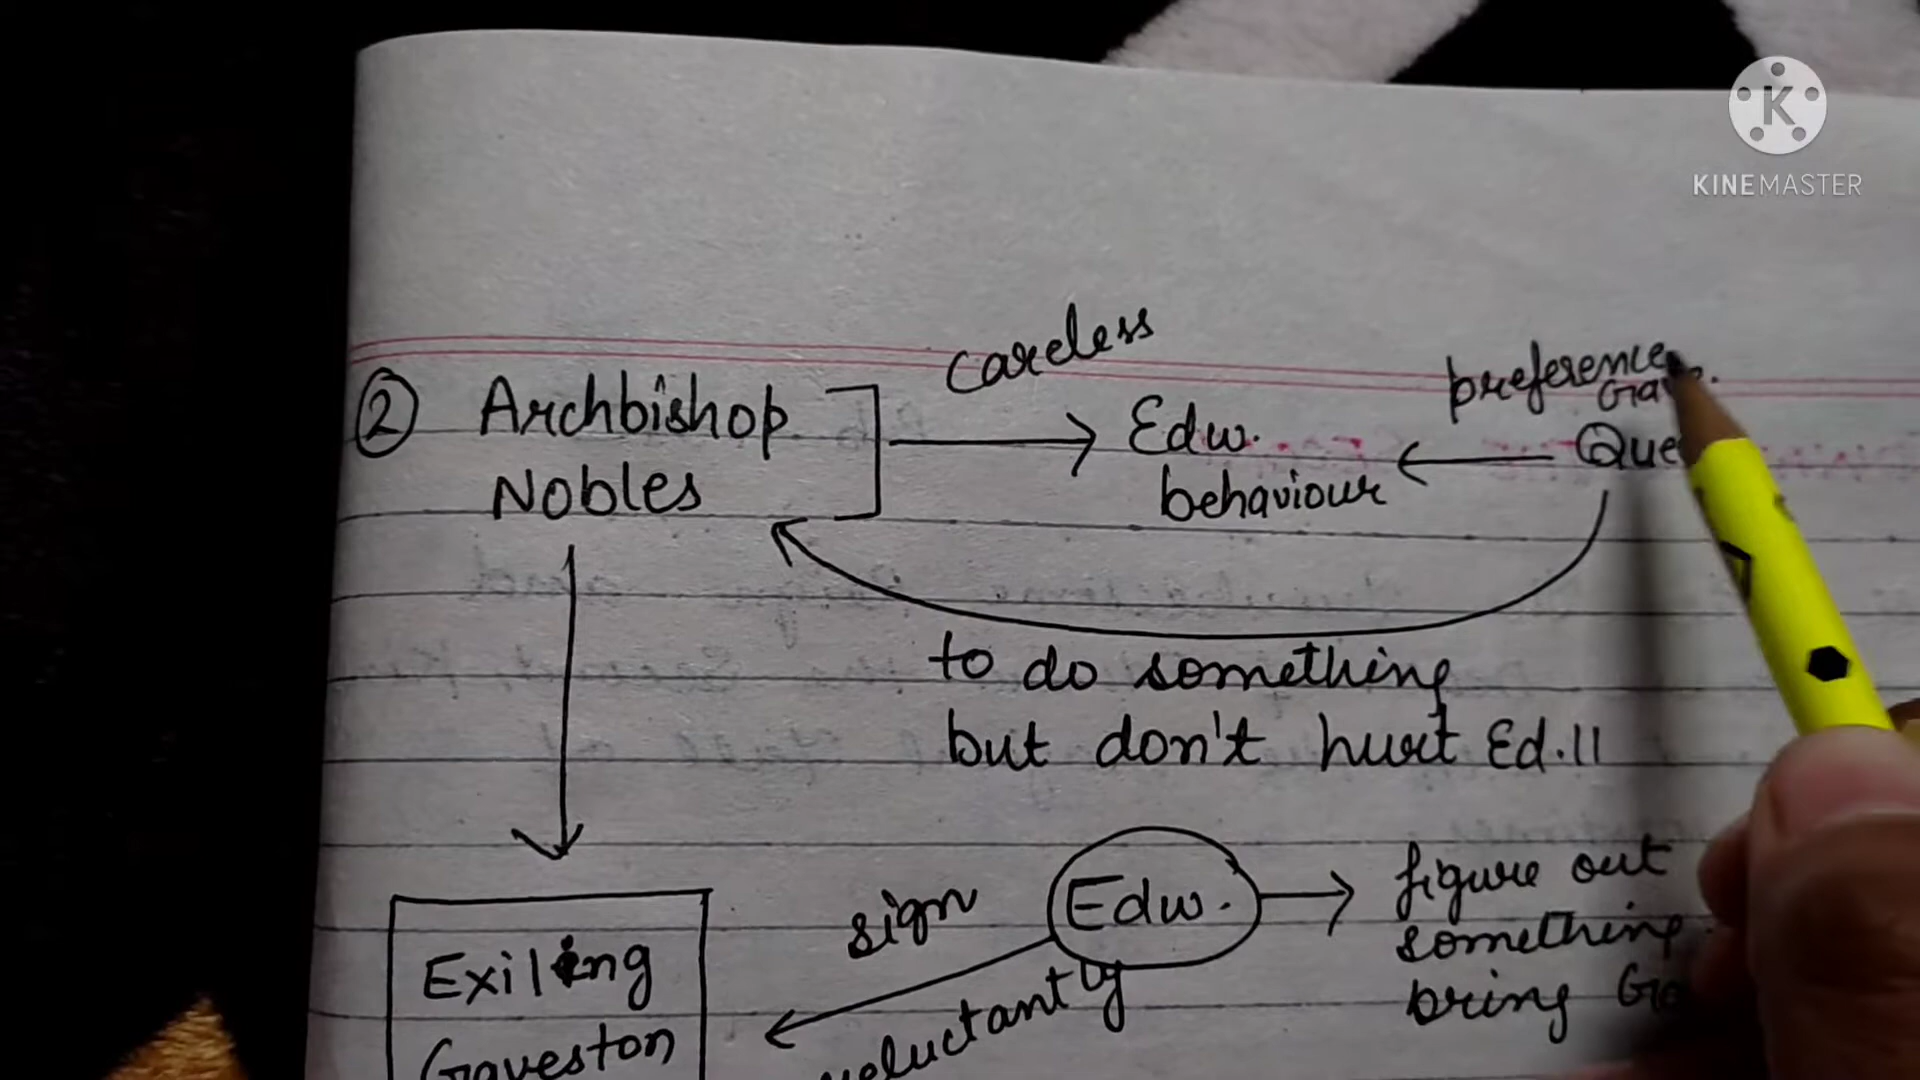 K
KINEMASTER
careless
preference
② Archbishop
Edw.
Nobles
behaviour
to do something
but don't hurt Ed.II
Edw.
figure out
sign
something
Exiling
bring
reluctantly
Gaveston